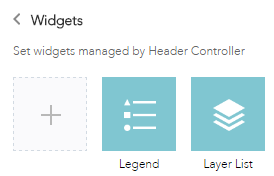 Widgets
Set widgets managed by Header Controller
Legend
Layer List